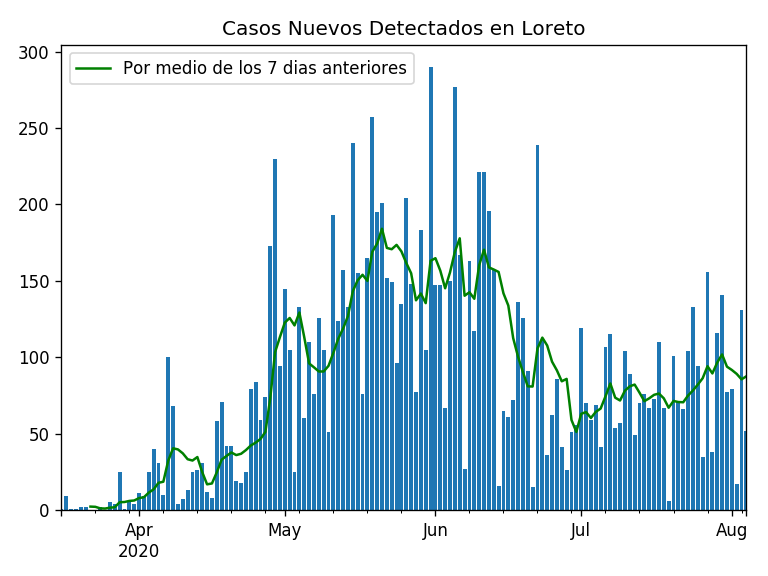 Casos Nuevos Detectados en Loreto
Por medio de los 7 dias anteriores
300
250
200
150
100
50
0
Apr
May
Jun
Jul
Aug
2020